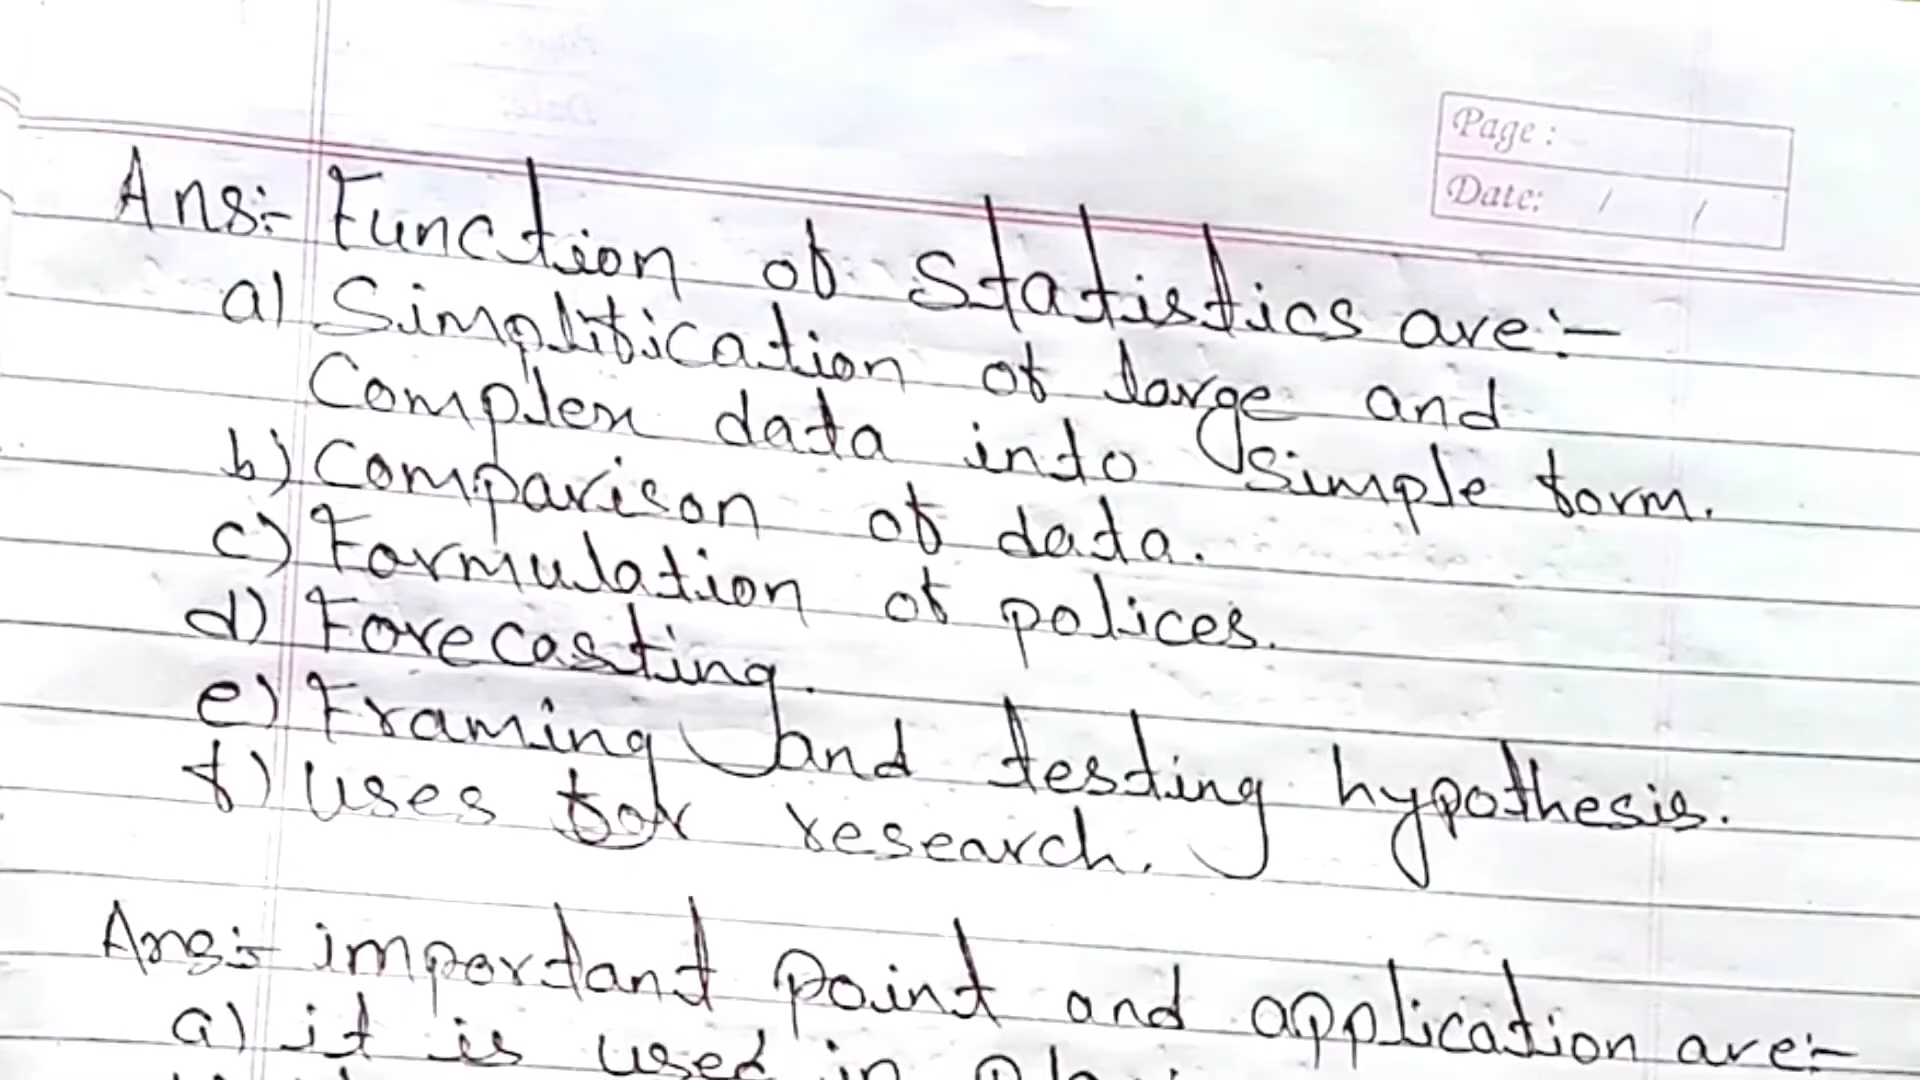 Page :
Date: / /
Ans:- Function of Statistics are:-
a) Simplification of large and
Complex data into simple form.
b) Comparison of data.
c) Formulation of polices.
d) Forecasting.
e) Framing and testing hypothesis.
f) Uses for research.
Ans:- important point and application are:-
a) it is used in